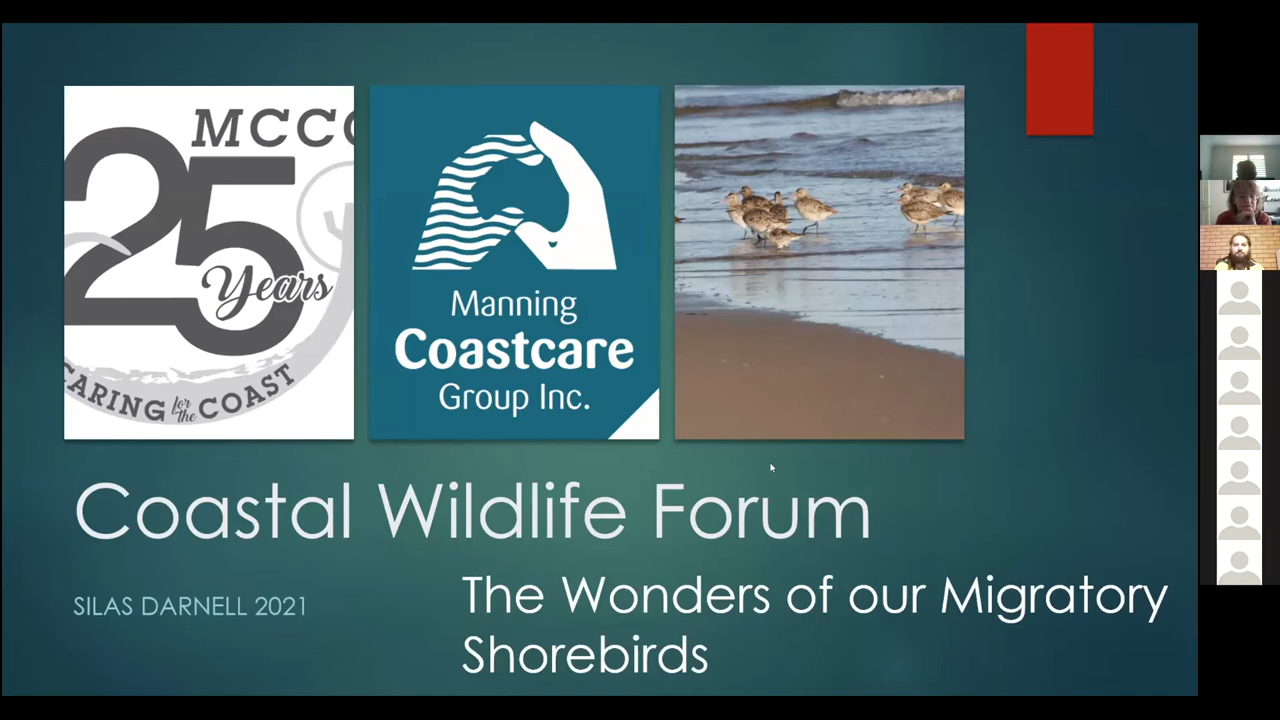 MCCG
25
Years
CARING for the COAST
Manning
Coastcare
Group Inc.
Coastal Wildlife Forum
SILAS DARNELL 2021
The Wonders of our Migratory
Shorebirds